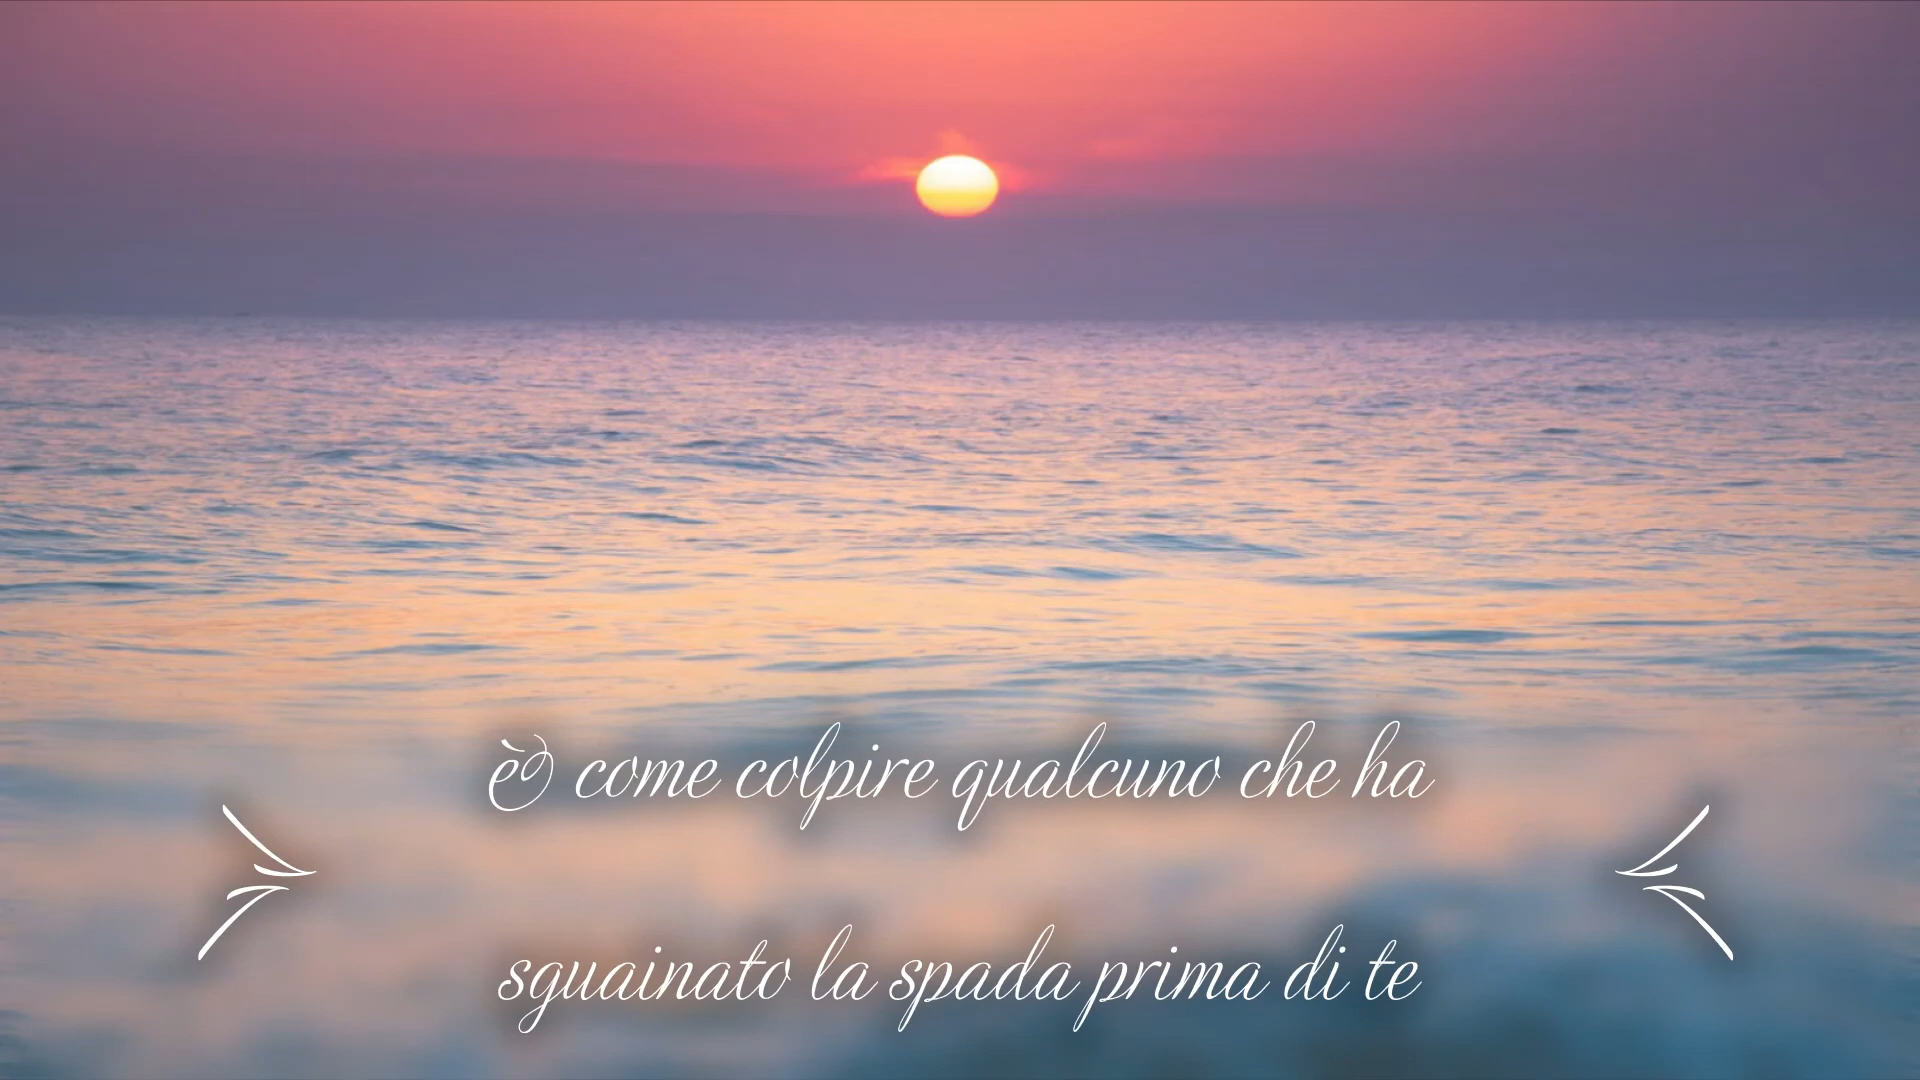 è come colpire qualcuno che ha
sguainato la spada prima di te